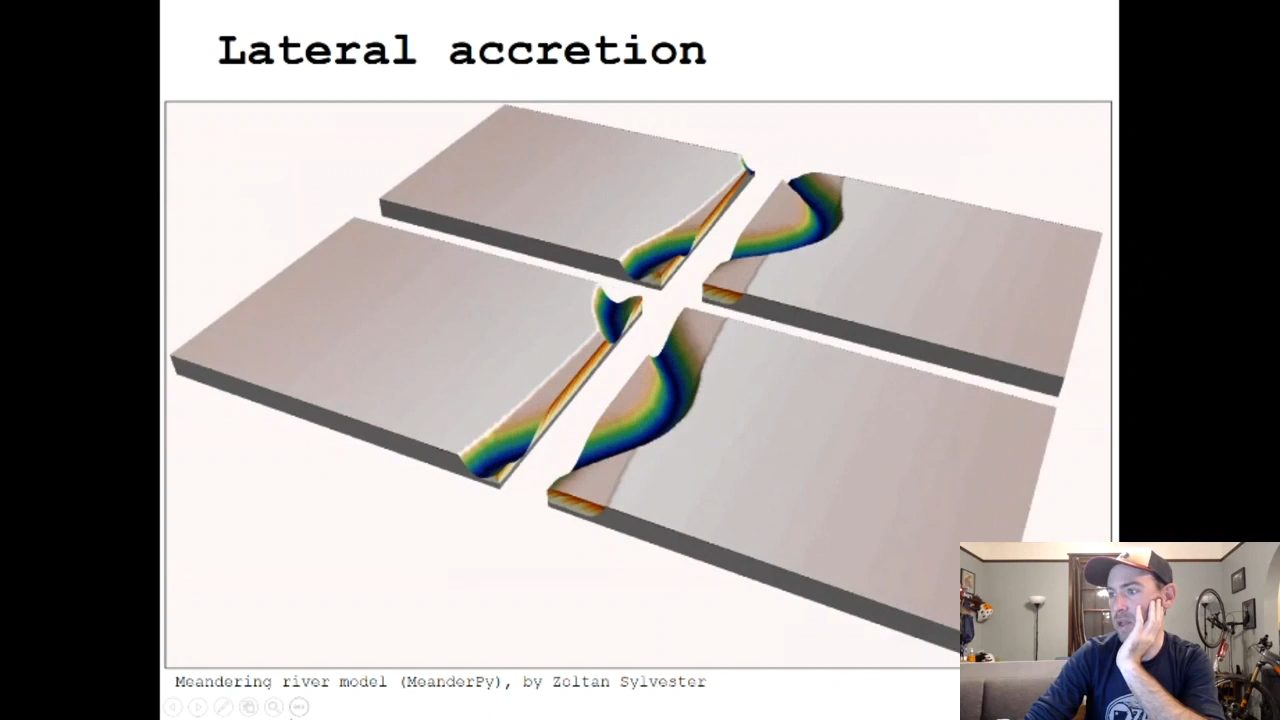 Lateral accretion
Meandering river model (MeanderPy), by Zoltan Sylvester